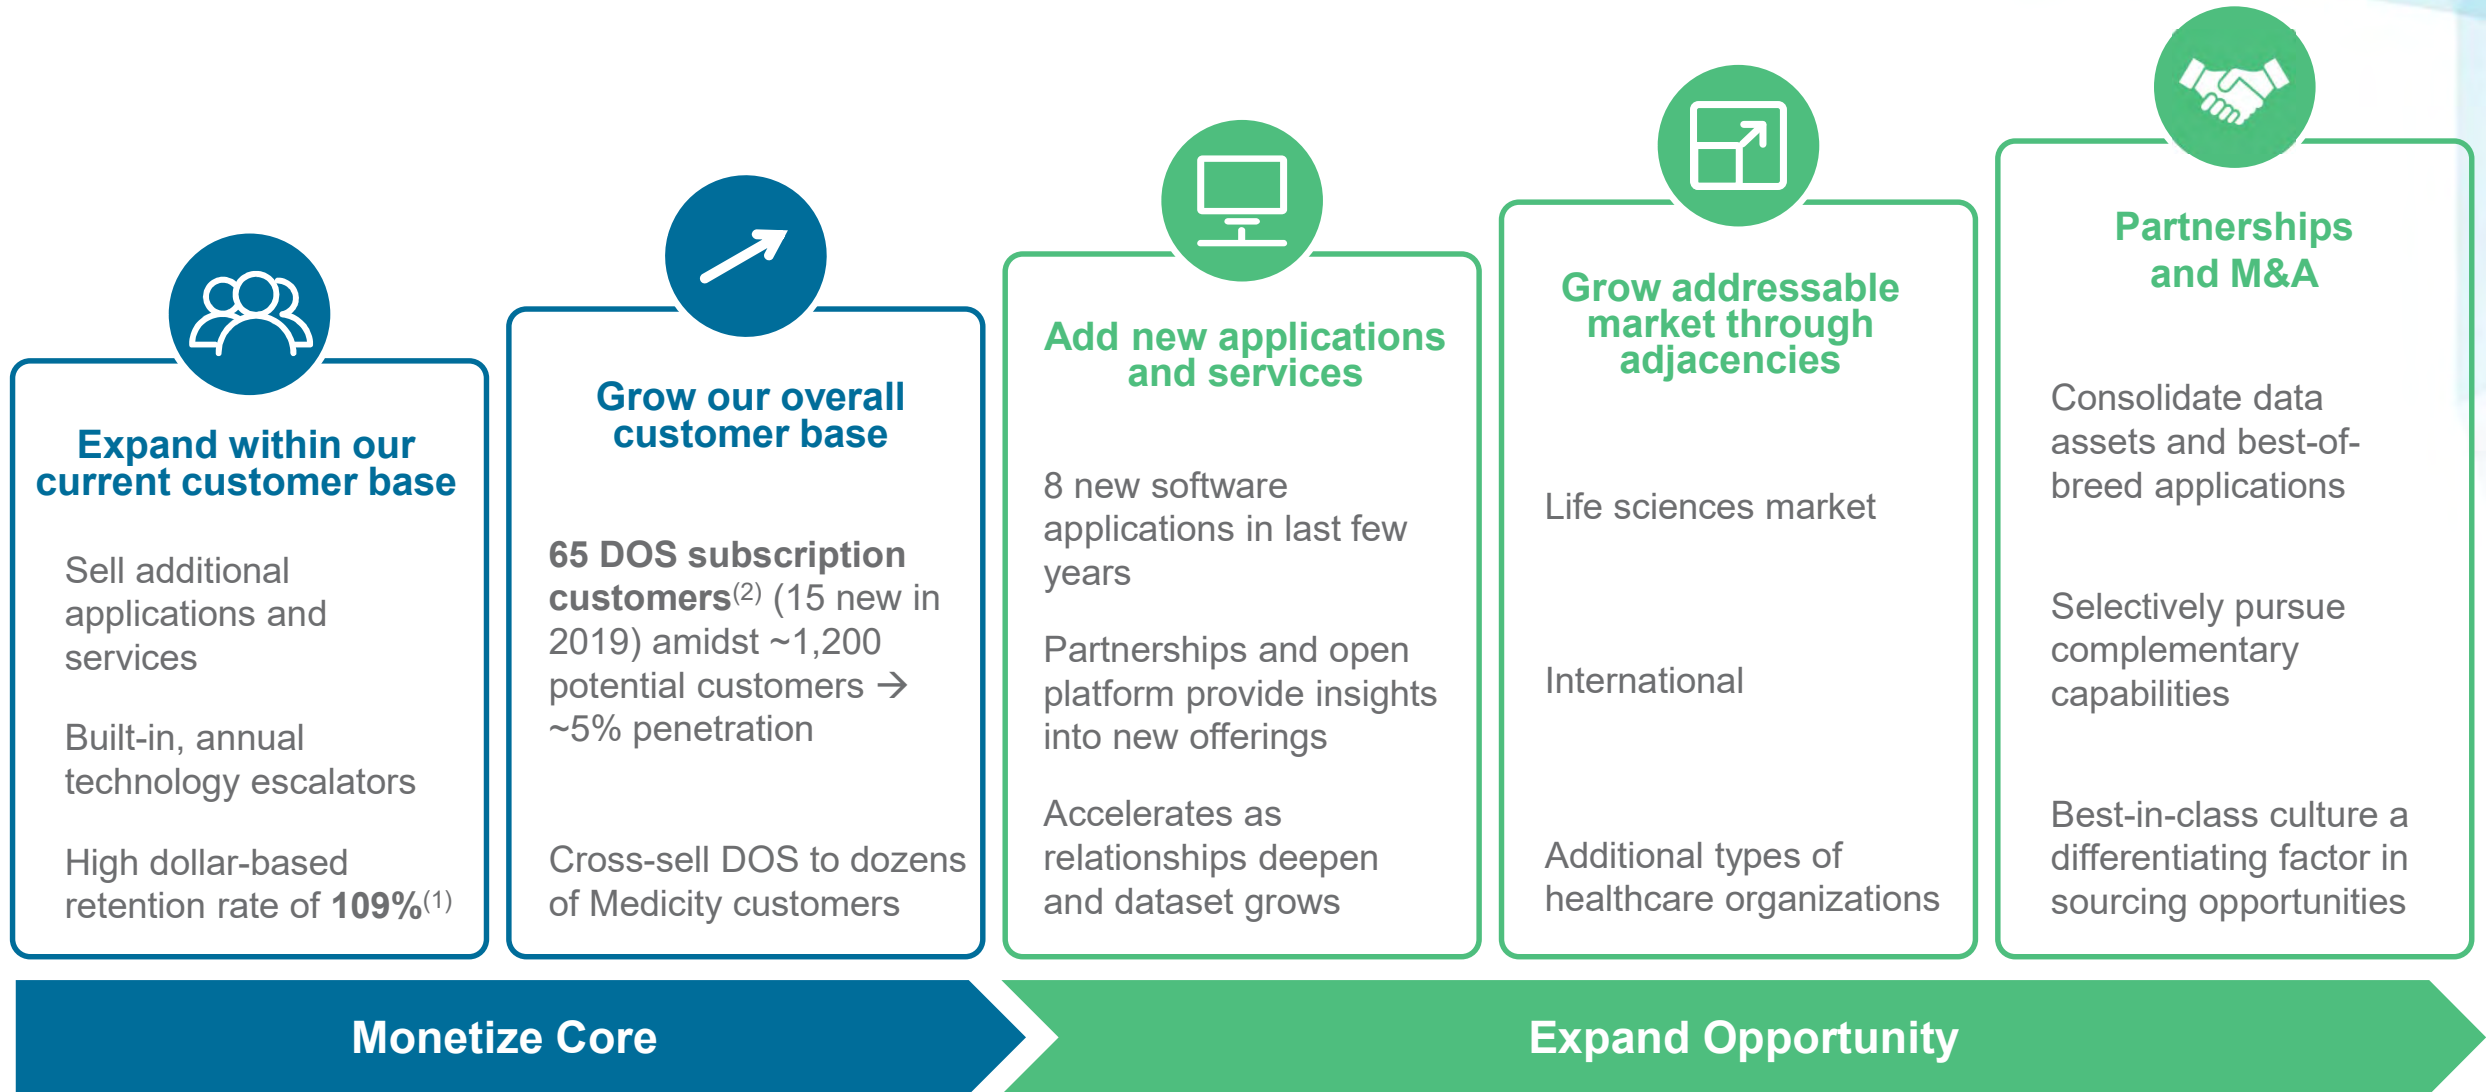 Expand within our
current customer base
Sell additional
applications and
services
Built-in, annual
technology escalators
High dollar-based
retention rate of 109%(1)
Grow our overall
customer base
65 DOS subscription
customers(2) (15 new in
2019) amidst ~1,200
potential customers →
~5% penetration
Cross-sell DOS to dozens
of Medicity customers
Add new applications
and services
8 new software
applications in last few
years
Partnerships and open
platform provide insights
into new offerings
Accelerates as
relationships deepen
and dataset grows
Grow addressable
market through
adjacencies
Life sciences market
International
Additional types of
healthcare organizations
Partnerships
and M&A
Consolidate data
assets and best-of-
breed applications
Selectively pursue
complementary
capabilities
Best-in-class culture a
differentiating factor in
sourcing opportunities
Monetize Core
Expand Opportunity